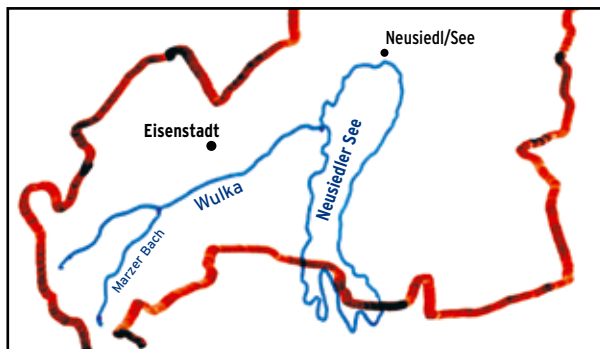 Neusiedl/See
Eisenstadt
Neusiedler See
Wulka
Marzer Bach